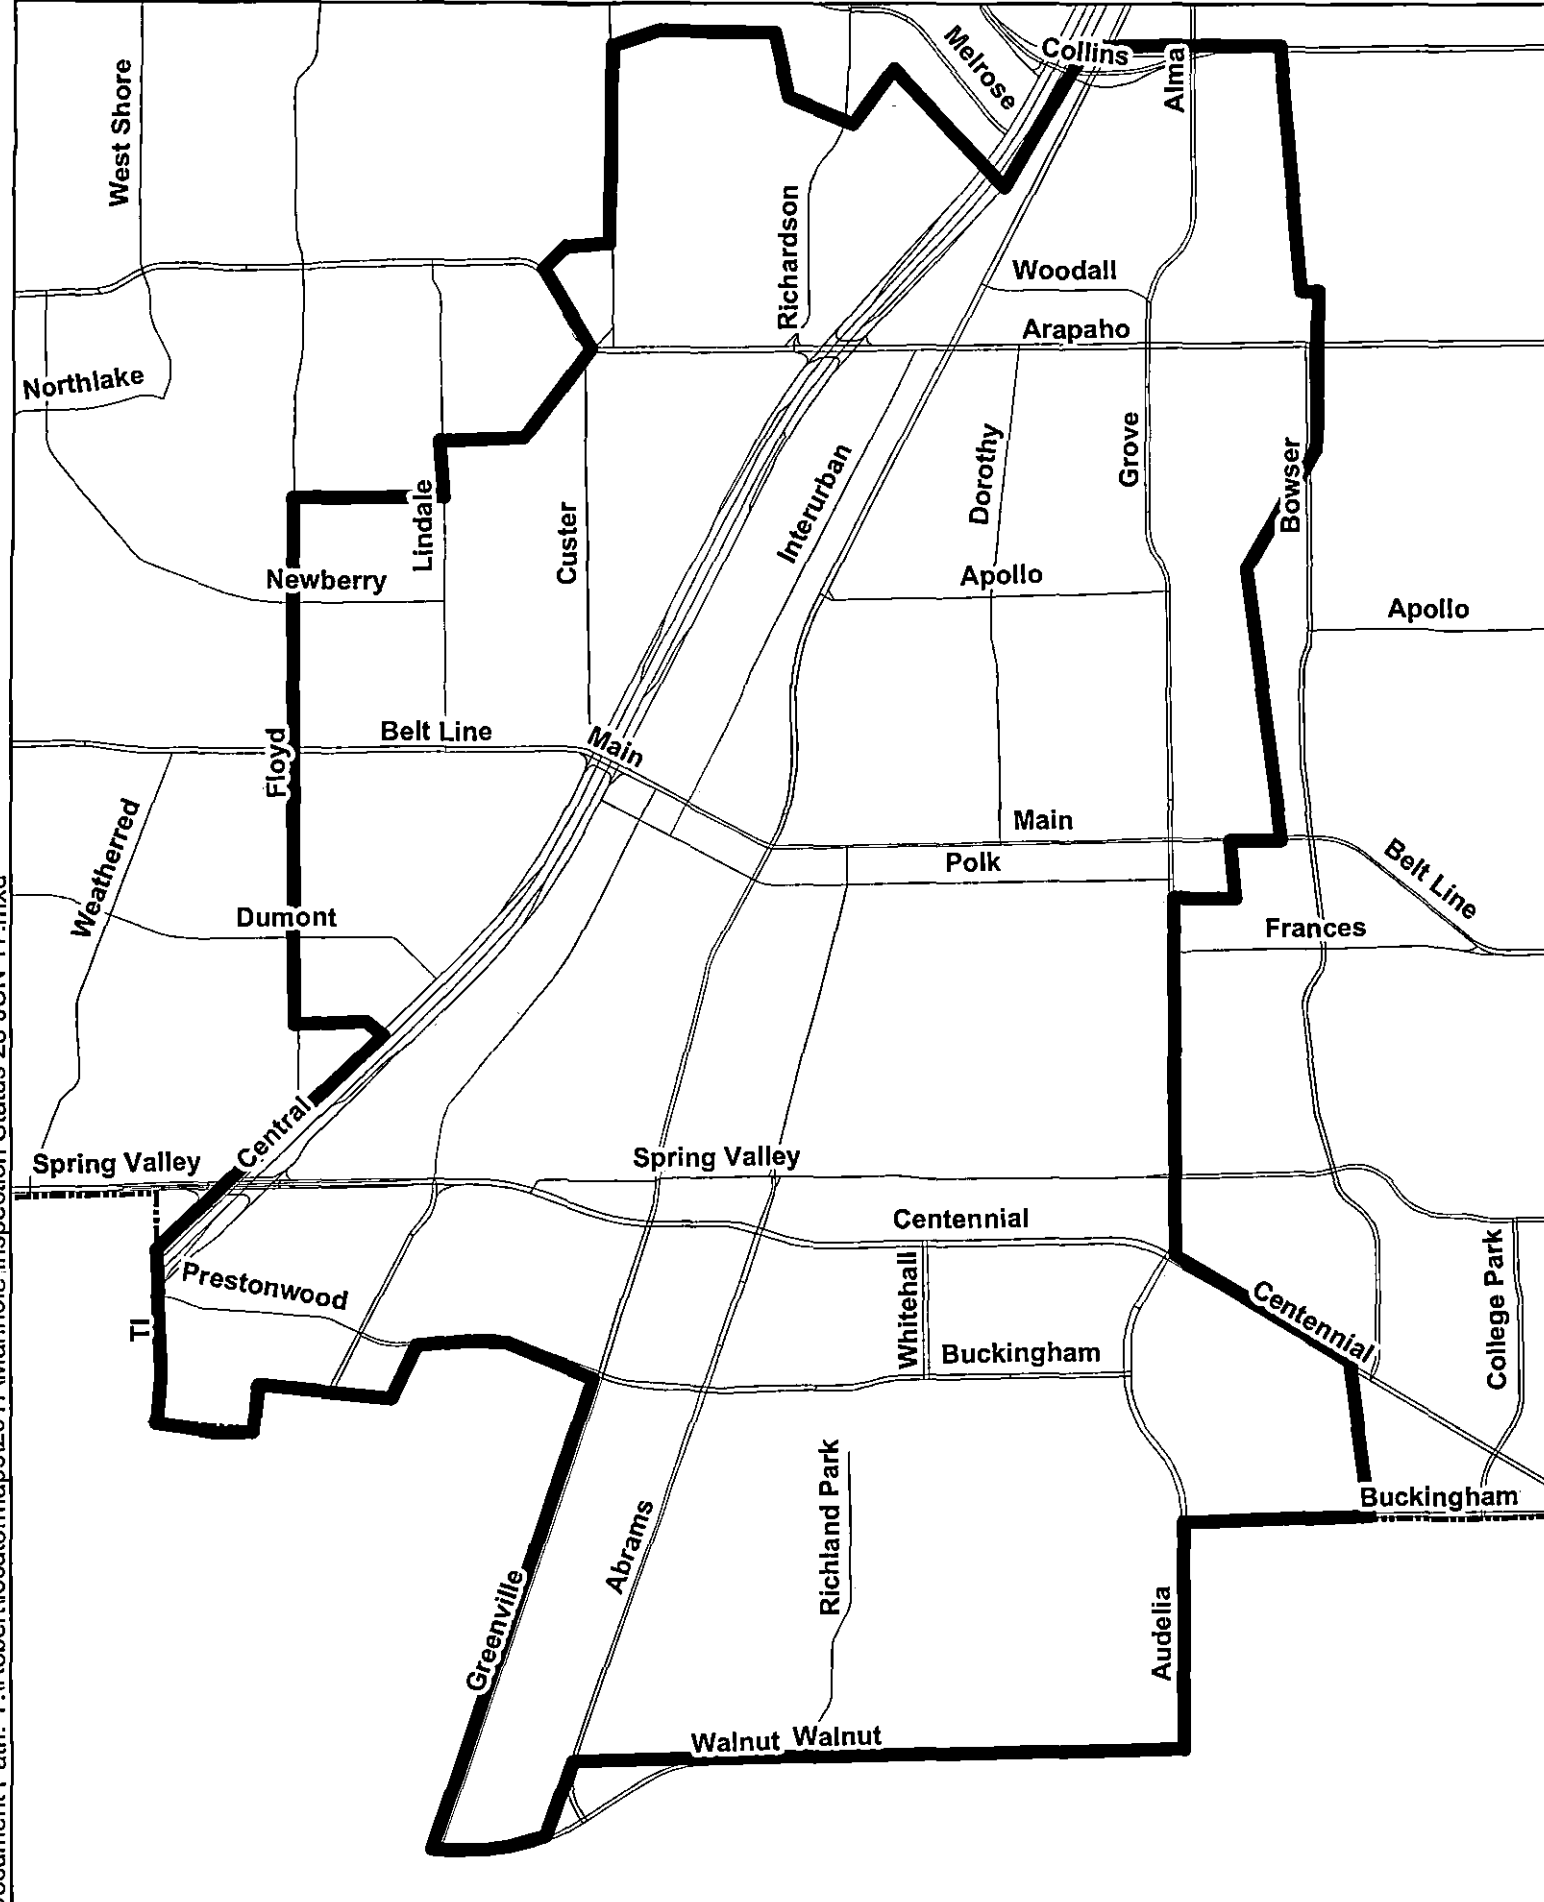 Melrose
Collins
Alma
West Shore
Richardson
Woodall
Arapaho
Northlake
Grove
Dorothy
Interurban
Bowser
Lindale
Custer
Newberry
Apollo
Apollo
Floyd
Belt Line
Main
Weatherred
Main
Polk
Belt Line
Dumont
Frances
Central
Spring Valley
Spring Valley
Centennial
Prestonwood
TI
Whitehall
Buckingham
Centennial
College Park
Richland Park
Buckingham
Abrams
Greenville
Audelia
Walnut
Walnut